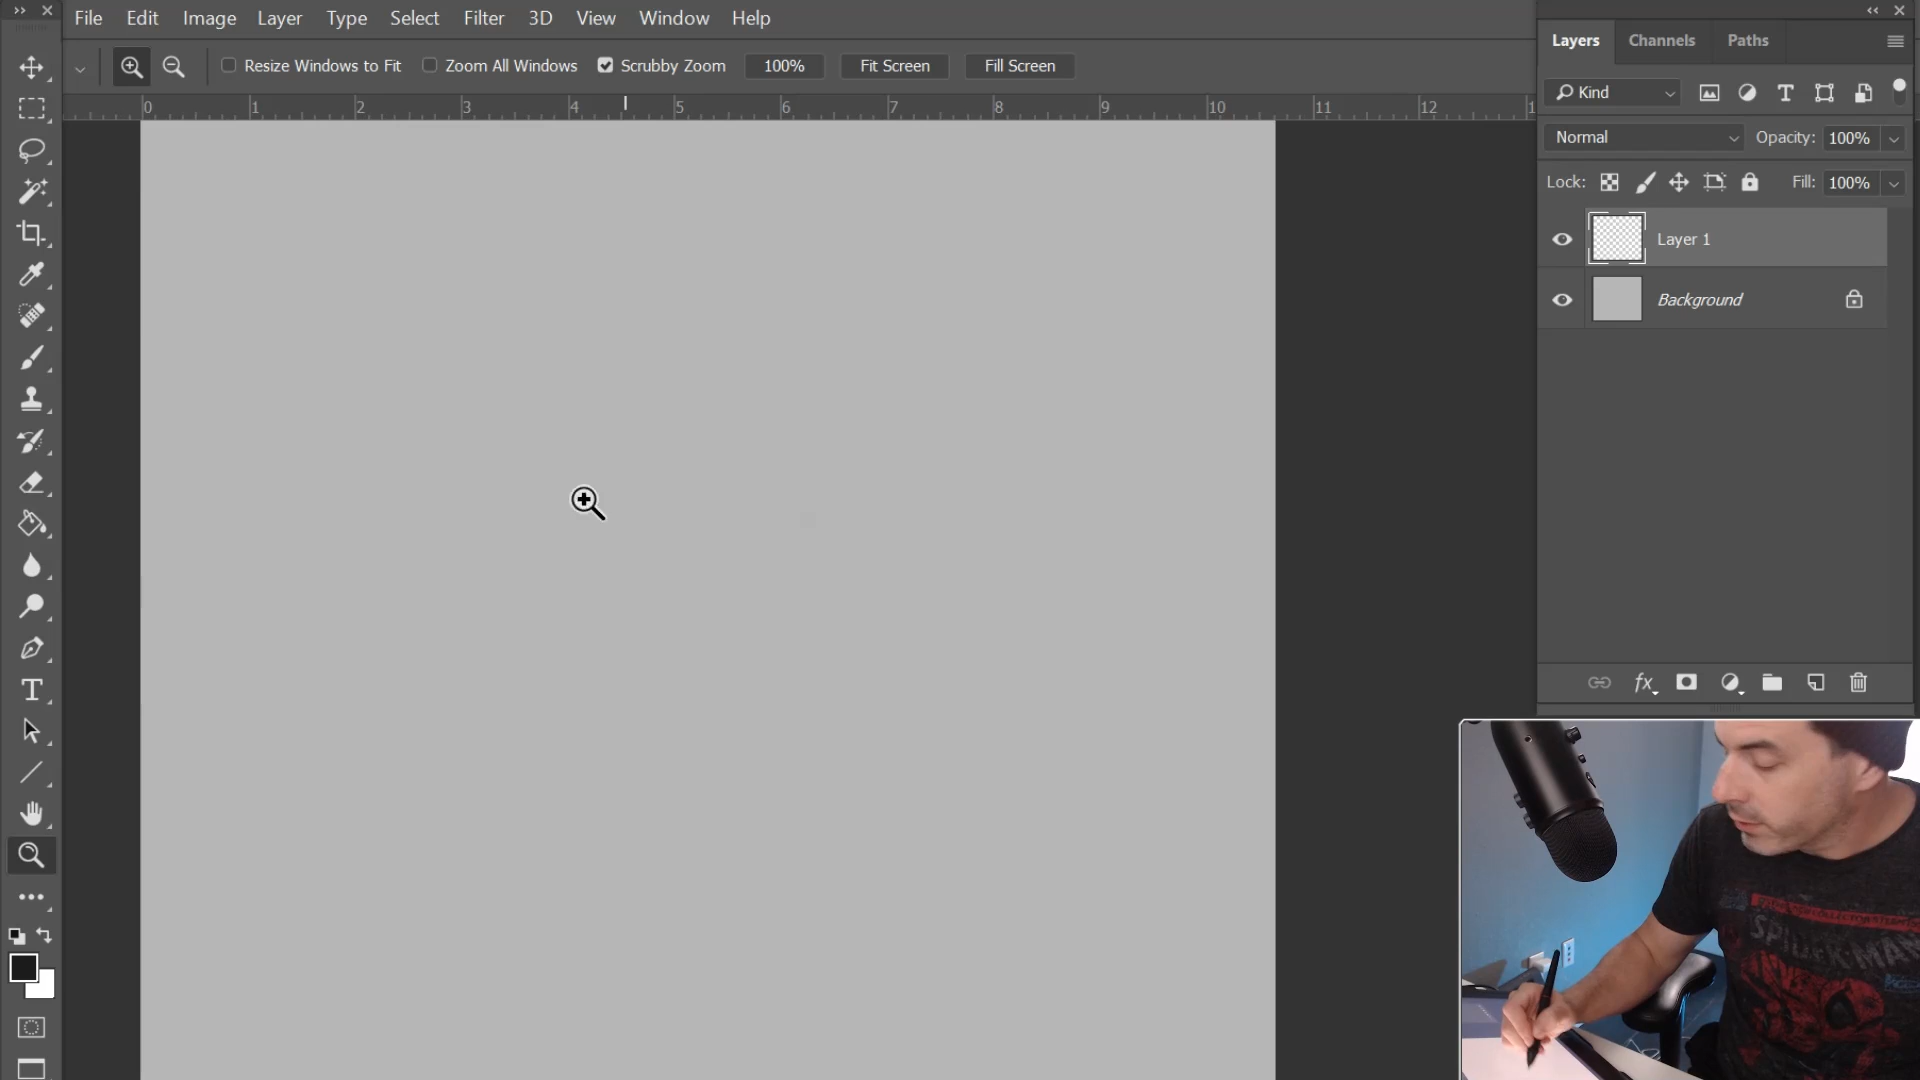 File Edit Image Layer Type Select Filter 3D View Window Help
Resize Windows to Fit Zoom All Windows Scrubby Zoom 100% Fit Screen Fill Screen
0 1 2 3 4 5 6 7 8 9 10 11 12
Layers Channels Paths
Kind
Normal Opacity: 100%
Lock: Fill: 100%
Layer 1
Background
SPIDER-MAN